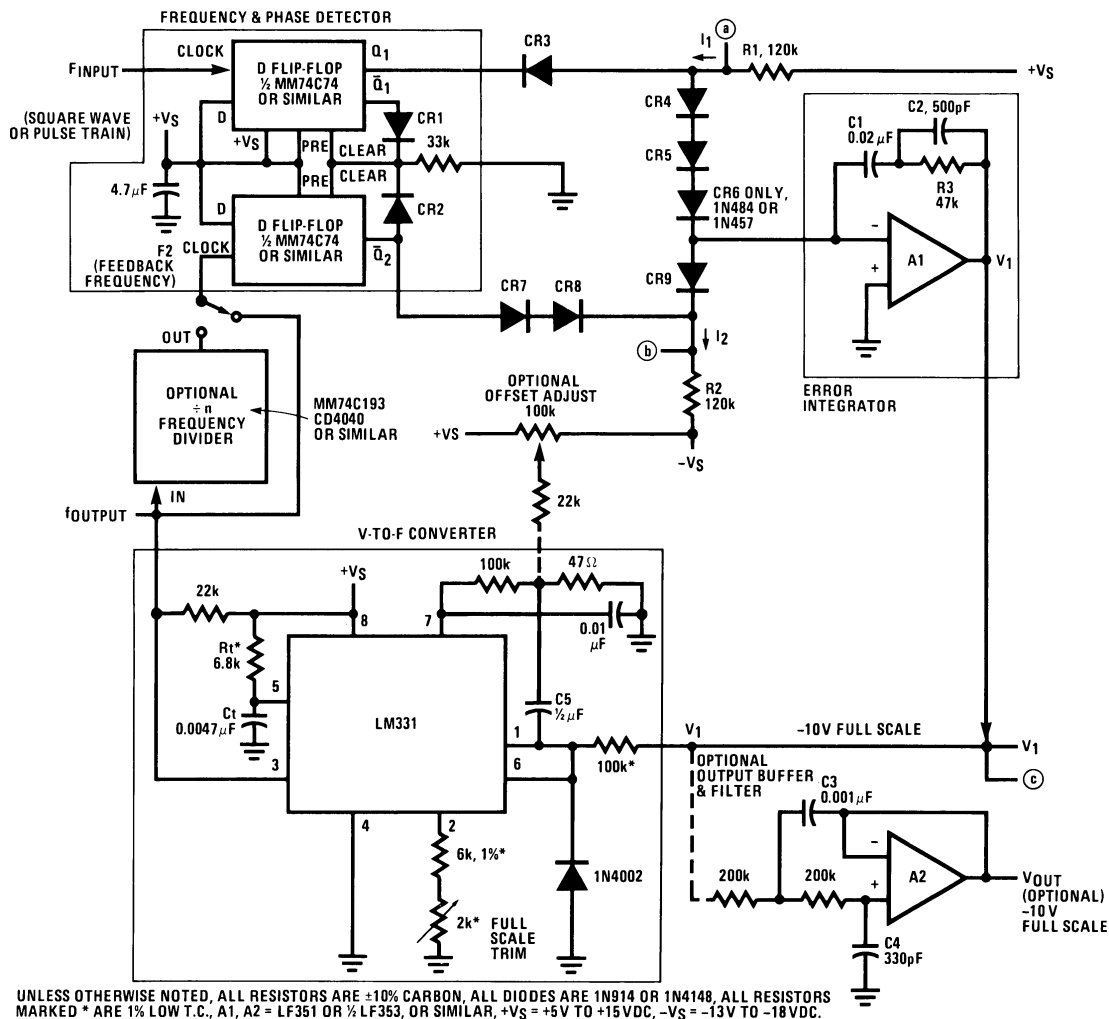 FREQUENCY & PHASE DETECTOR
CLOCK
FINPUT
(SQUARE WAVE
OR PULSE TRAIN)
D FLIP-FLOP
½ MM74C74
OR SIMILAR
Q1
Q̅1
D
+VS
+VS
PRE
CLEAR
PRE
CLEAR
CR1
33k
4.7µF
D
F2
(FEEDBACK
FREQUENCY)
CLOCK
D FLIP-FLOP
½ MM74C74
OR SIMILAR
Q̅2
CR2
CR3
I1
a
R1, 120k
+VS
CR4
CR5
CR6 ONLY,
1N484 OR
1N457
CR9
CR7
CR8
b
I2
R2
120k
-VS
C2, 500pF
C1
0.02µF
R3
47k
-
+
A1
V1
ERROR
INTEGRATOR
OUT
OPTIONAL
÷ n
FREQUENCY
DIVIDER
MM74C193
CD4040
OR SIMILAR
IN
fOUTPUT
OPTIONAL
OFFSET ADJUST
100k
+VS
22k
V-TO-F CONVERTER
22k
+VS
8
7
100k
47Ω
0.01
µF
Rt*
6.8k
5
Ct
0.0047µF
LM331
C5
½µF
1
6
3
4
2
100k*
V1
-10V FULL SCALE
V1
c
6k, 1%*
2k*
FULL
SCALE
TRIM
1N4002
OPTIONAL
OUTPUT BUFFER
& FILTER
C3
0.001µF
200k
200k
-
+
A2
C4
330pF
VOUT
(OPTIONAL)
-10V
FULL SCALE
UNLESS OTHERWISE NOTED, ALL RESISTORS ARE ±10% CARBON, ALL DIODES ARE 1N914 OR 1N4148, ALL RESISTORS
MARKED * ARE 1% LOW T.C., A1, A2 = LF351 OR ½ LF353, OR SIMILAR, +VS = +5V TO +15VDC, -VS = -13V TO -18VDC.